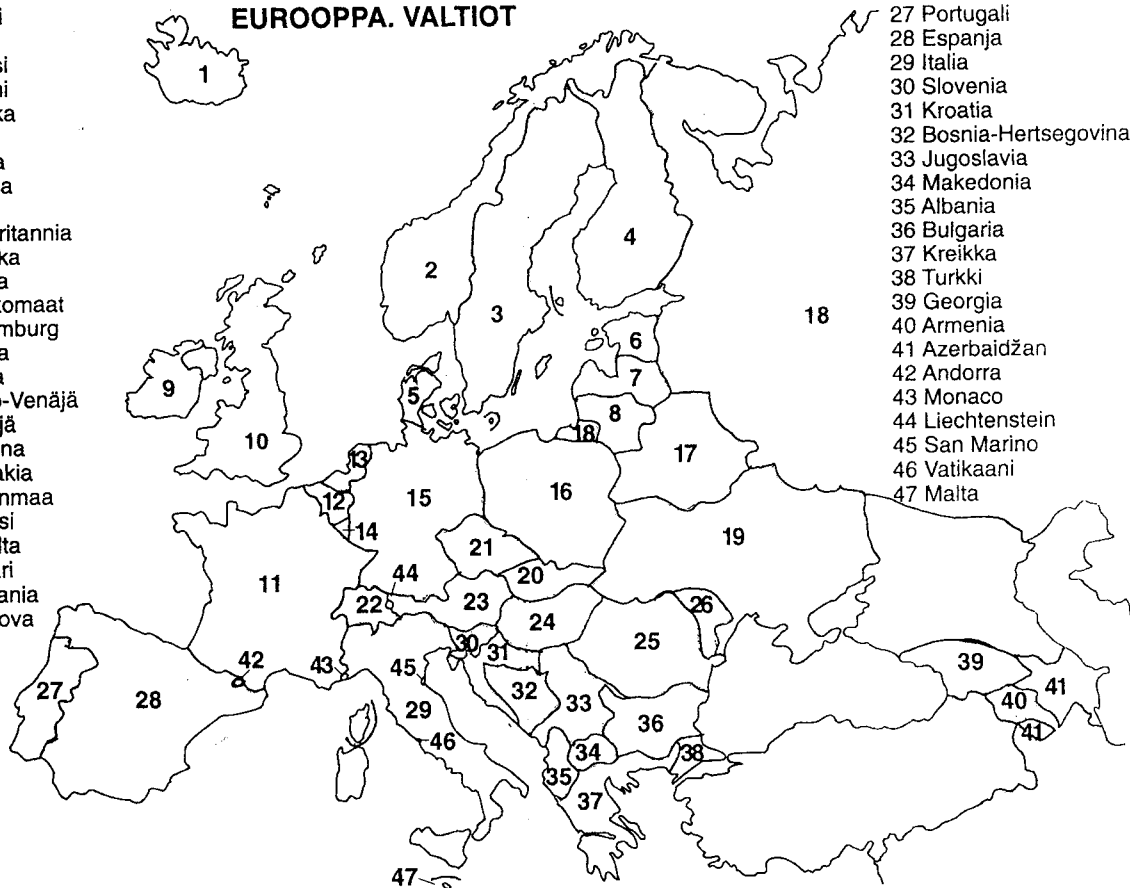 EUROOPPA. VALTIOT
i
si
ni
ka
a
a
ritannia
ka
a
komaat
mburg
a
a
-Venäjä
jä
na
akia
nmaa
si
lta
ri
ania
ova
27 Portugali
28 Espanja
29 Italia
30 Slovenia
31 Kroatia
32 Bosnia-Hertsegovina
33 Jugoslavia
34 Makedonia
35 Albania
36 Bulgaria
37 Kreikka
38 Turkki
39 Georgia
40 Armenia
41 Azerbaidžan
42 Andorra
43 Monaco
44 Liechtenstein
45 San Marino
46 Vatikaani
47 Malta
1
2
3
4
18
6
7
5
9
8
18
10
17
13
12
15
16
14
19
21
11
44
20
22
23
26
24
25
30
31
42
43
45
39
27
28
32
41
29
33
40
36
46
34
38
41
35
37
47